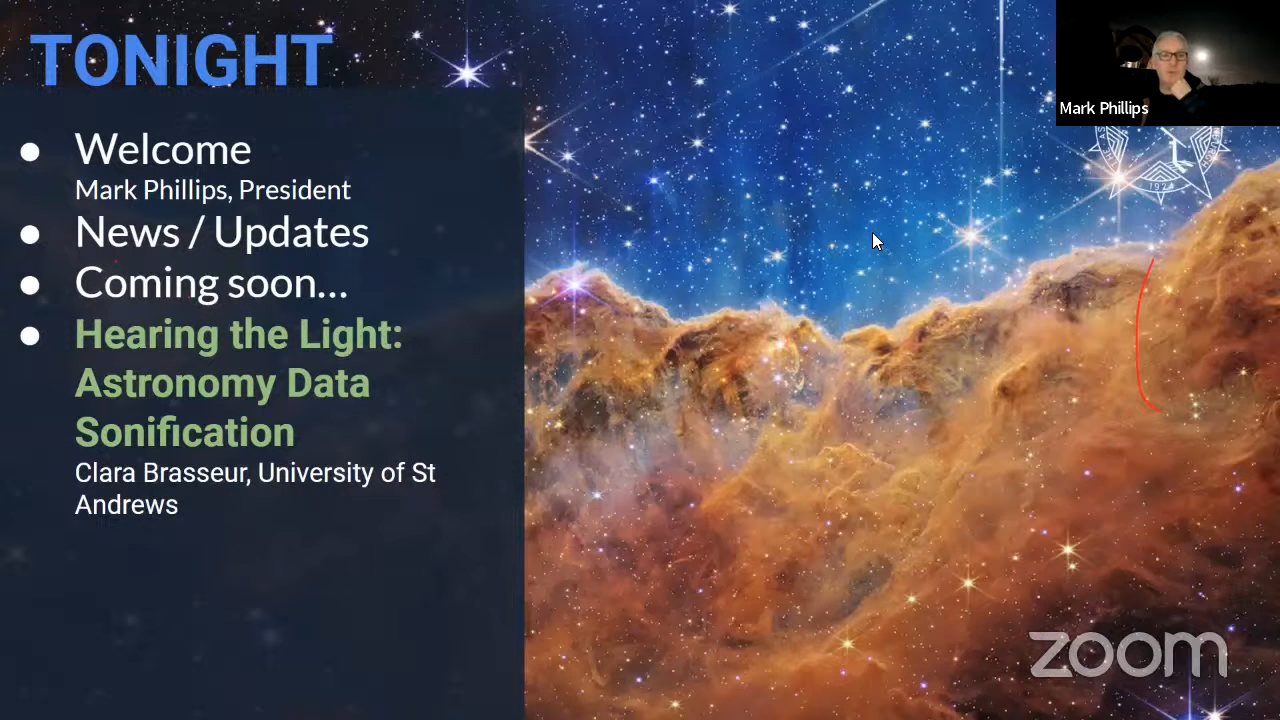 TONIGHT
Mark Phillips
● Welcome
Mark Phillips, President
● News / Updates
● Coming soon...
● Hearing the Light:
Astronomy Data
Sonification
Clara Brasseur, University of St
Andrews
1924
zoom